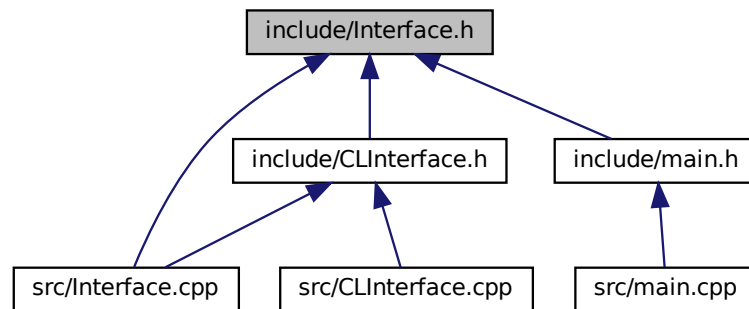 include/Interface.h
include/CLInterface.h
include/main.h
src/Interface.cpp
src/CLInterface.cpp
src/main.cpp